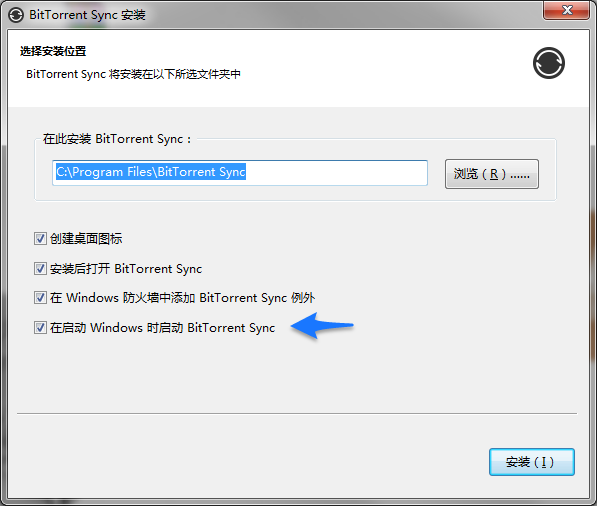 BitTorrent Sync 安装
选择安装位置
BitTorrent Sync 将安装在以下所选文件夹中
在此安装 BitTorrent Sync：
C:\Program Files\BitTorrent Sync
浏览（R）......
创建桌面图标
安装后打开 BitTorrent Sync
在 Windows 防火墙中添加 BitTorrent Sync 例外
在启动 Windows 时启动 BitTorrent Sync
安装（I）